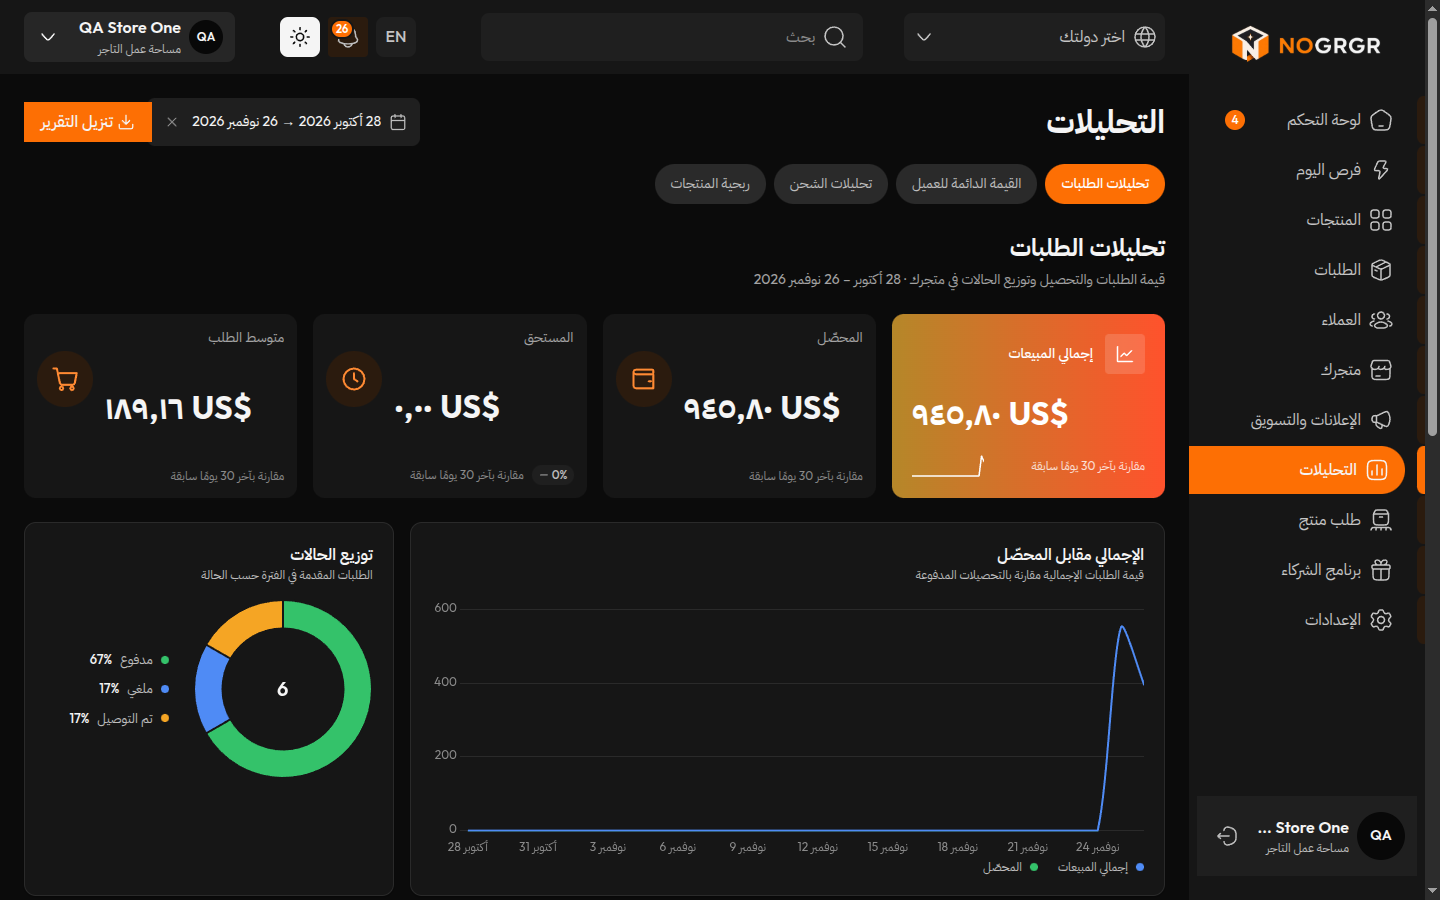 NOGRGR
اختر دولتك
بحث
EN
26
QA Store One
مساحة عمل التاجر
QA
لوحة التحكم
4
فرص اليوم
المنتجات
الطلبات
العملاء
متجرك
الإعلانات والتسويق
التحليلات
طلب منتج
برنامج الشركاء
الإعدادات
QA
... Store One
مساحة عمل التاجر
التحليلات
28 أكتوبر 2026 → 26 نوفمبر 2026
تنزيل التقرير
تحليلات الطلبات
القيمة الدائمة للعميل
تحليلات الشحن
ربحية المنتجات
تحليلات الطلبات
قيمة الطلبات والتحصيل وتوزيع الحالات في متجرك · 28 أكتوبر – 26 نوفمبر 2026
إجمالي المبيعات
٩٤٥,٨٠ US$
مقارنة بآخر 30 يومًا سابقة
المحصّل
٩٤٥,٨٠ US$
مقارنة بآخر 30 يومًا سابقة
المستحق
٠,٠٠ US$
0% –
مقارنة بآخر 30 يومًا سابقة
متوسط الطلب
١٨٩,١٦ US$
مقارنة بآخر 30 يومًا سابقة
الإجمالي مقابل المحصّل
قيمة الطلبات الإجمالية مقارنة بالتحصيلات المدفوعة
600
400
200
0
28 أكتوبر
31 أكتوبر
3 نوفمبر
6 نوفمبر
9 نوفمبر
12 نوفمبر
15 نوفمبر
18 نوفمبر
21 نوفمبر
24 نوفمبر
إجمالي المبيعات
المحصّل
توزيع الحالات
الطلبات المقدمة في الفترة حسب الحالة
6
مدفوع 67%
ملغي 17%
تم التوصيل 17%